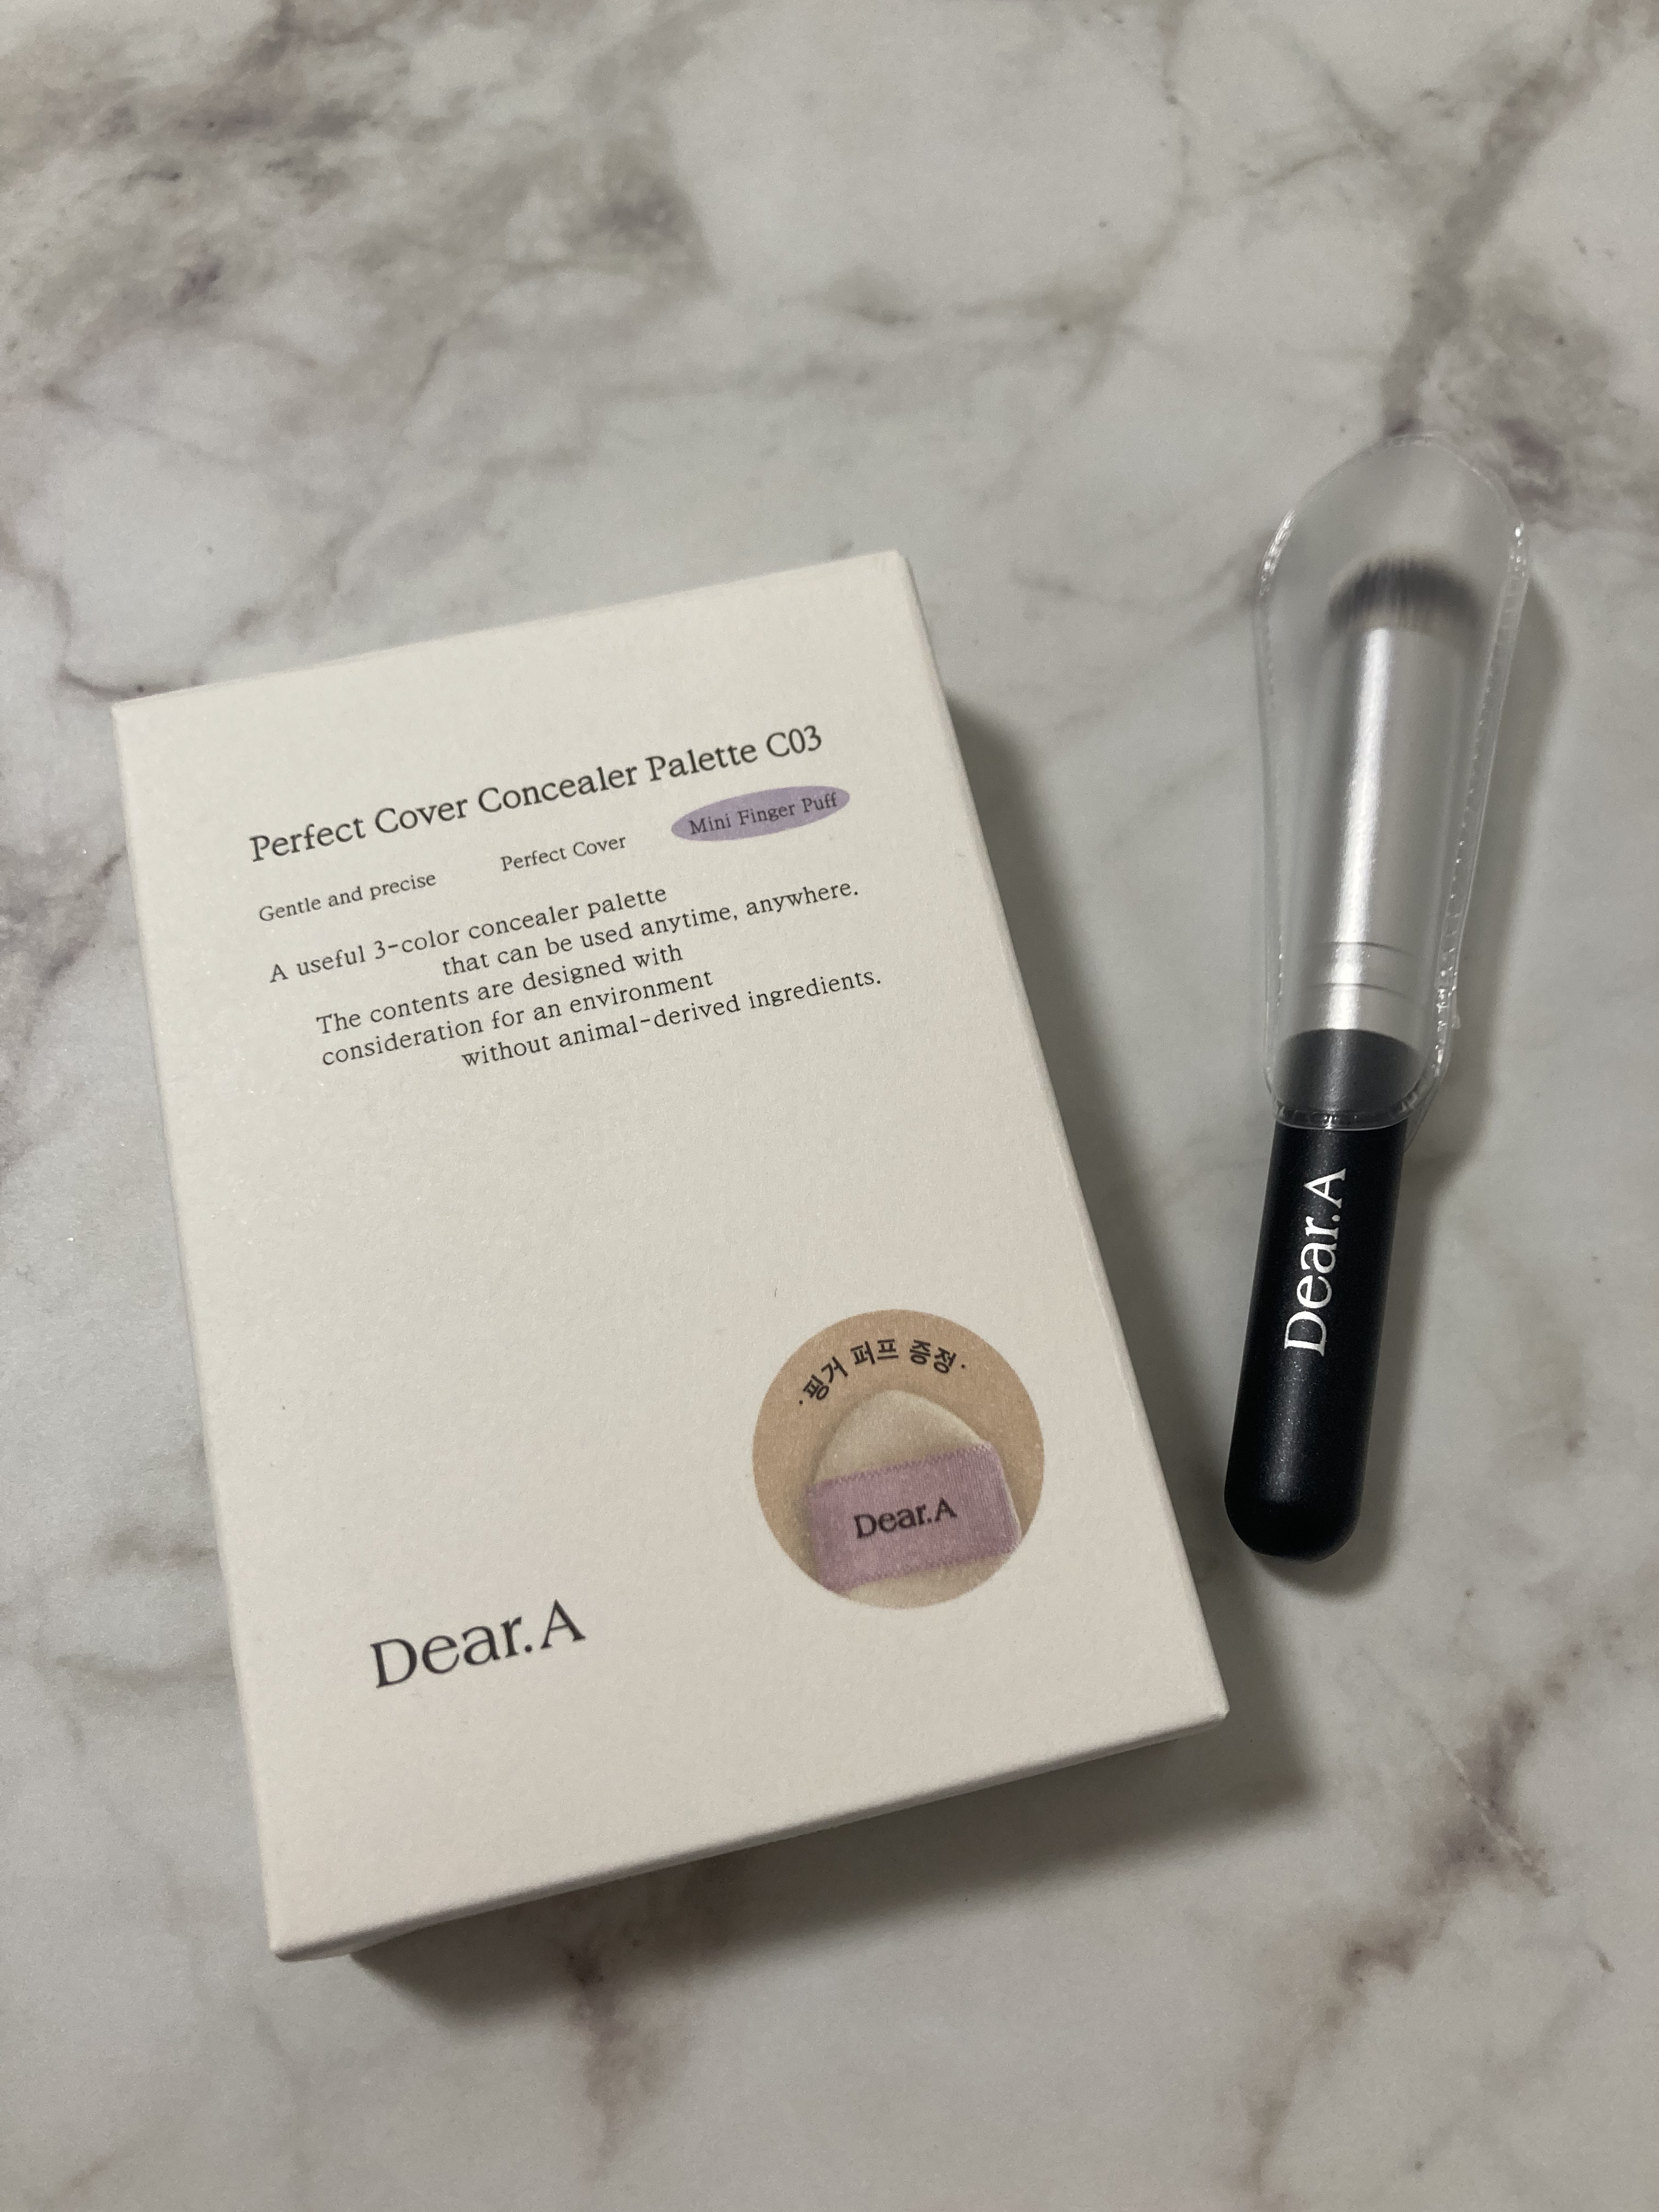 Perfect Cover Concealer Palette C03
Gentle and precise Perfect Cover Mini Finger Puff
A useful 3-color concealer palette
that can be used anytime, anywhere.
The contents are designed with
consideration for an environment
without animal-derived ingredients.
·핑거 퍼프 증정·
Dear.A
Dear.A
Dear.A